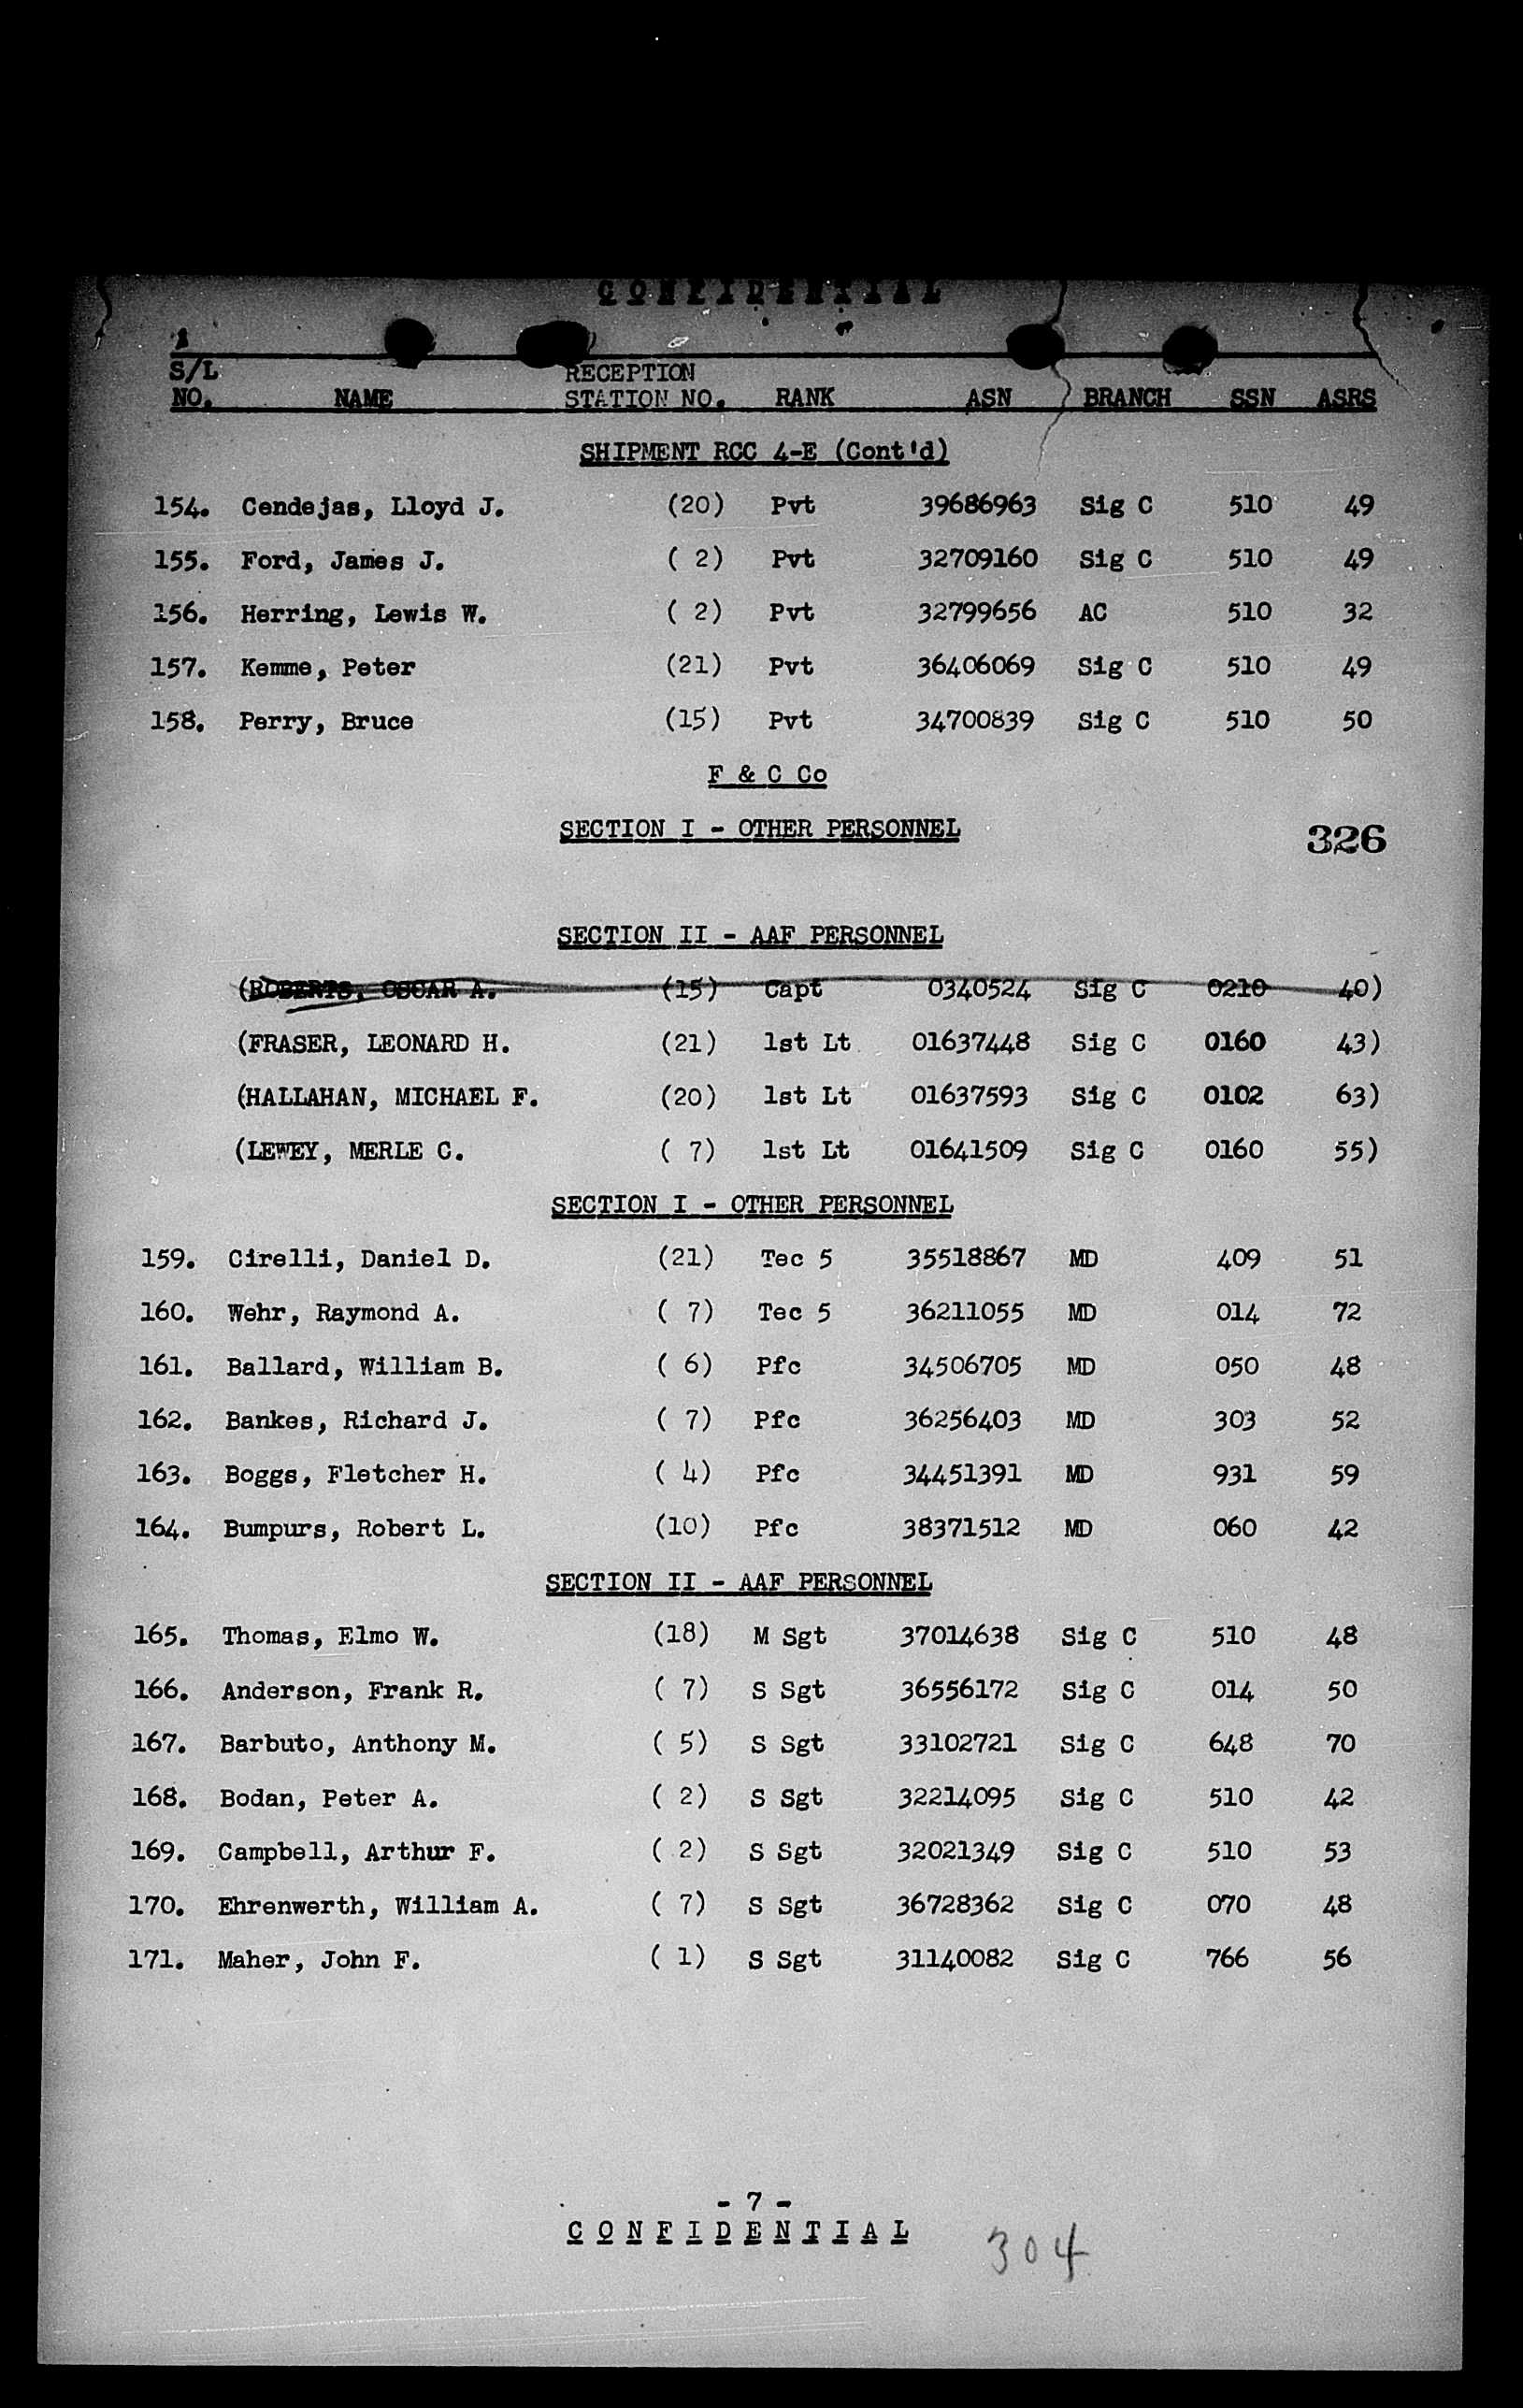 CONFIDENTIAL
S/L RECEPTION
NO. NAME STATION NO. RANK ASN BRANCH SSN ASRS
SHIPMENT RCC 4-E (Cont'd)
154. Cendejas, Lloyd J. (20) Pvt 39686963 Sig C 510 49
155. Ford, James J. ( 2) Pvt 32709160 Sig C 510 49
156. Herring, Lewis W. ( 2) Pvt 32799656 AC 510 32
157. Kemme, Peter (21) Pvt 36406069 Sig C 510 49
158. Perry, Bruce (15) Pvt 34700839 Sig C 510 50
F & C Co
SECTION I - OTHER PERSONNEL
326
SECTION II - AAF PERSONNEL
(ROBERTS, OSCAR A. (15) Capt 0340524 Sig C 0210 40)
(FRASER, LEONARD H. (21) 1st Lt 01637448 Sig C 0160 43)
(HALLAHAN, MICHAEL F. (20) 1st Lt 01637593 Sig C 0102 63)
(LEWEY, MERLE C. ( 7) 1st Lt 01641509 Sig C 0160 55)
SECTION I - OTHER PERSONNEL
159. Cirelli, Daniel D. (21) Tec 5 35518867 MD 409 51
160. Wehr, Raymond A. ( 7) Tec 5 36211055 MD 014 72
161. Ballard, William B. ( 6) Pfc 34506705 MD 050 48
162. Bankes, Richard J. ( 7) Pfc 36256403 MD 303 52
163. Boggs, Fletcher H. ( 4) Pfc 34451391 MD 931 59
164. Bumpurs, Robert L. (10) Pfc 38371512 MD 060 42
SECTION II - AAF PERSONNEL
165. Thomas, Elmo W. (18) M Sgt 37014638 Sig C 510 48
166. Anderson, Frank R. ( 7) S Sgt 36556172 Sig C 014 50
167. Barbuto, Anthony M. ( 5) S Sgt 33102721 Sig C 648 70
168. Bodan, Peter A. ( 2) S Sgt 32214095 Sig C 510 42
169. Campbell, Arthur F. ( 2) S Sgt 32021349 Sig C 510 53
170. Ehrenwerth, William A. ( 7) S Sgt 36728362 Sig C 070 48
171. Maher, John F. ( 1) S Sgt 31140082 Sig C 766 56
- 7 -
CONFIDENTIAL
304